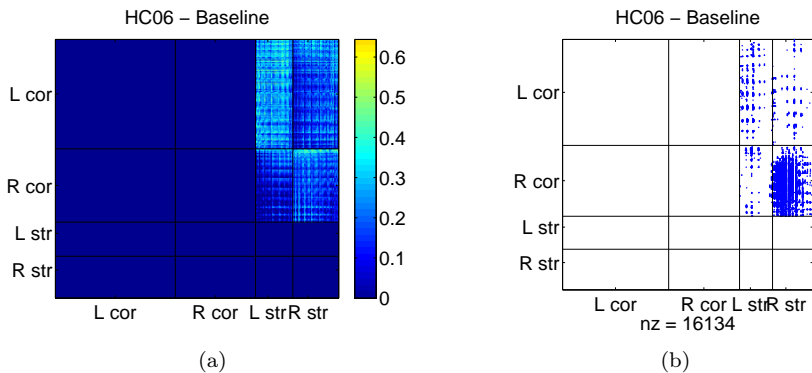 HC06 − Baseline
L cor
R cor
L str
R str
L cor
R cor
L str
R str
0.6
0.5
0.4
0.3
0.2
0.1
0
(a)
HC06 − Baseline
L cor
R cor
L str
R str
L cor
R cor
L str
R str
nz = 16134
(b)